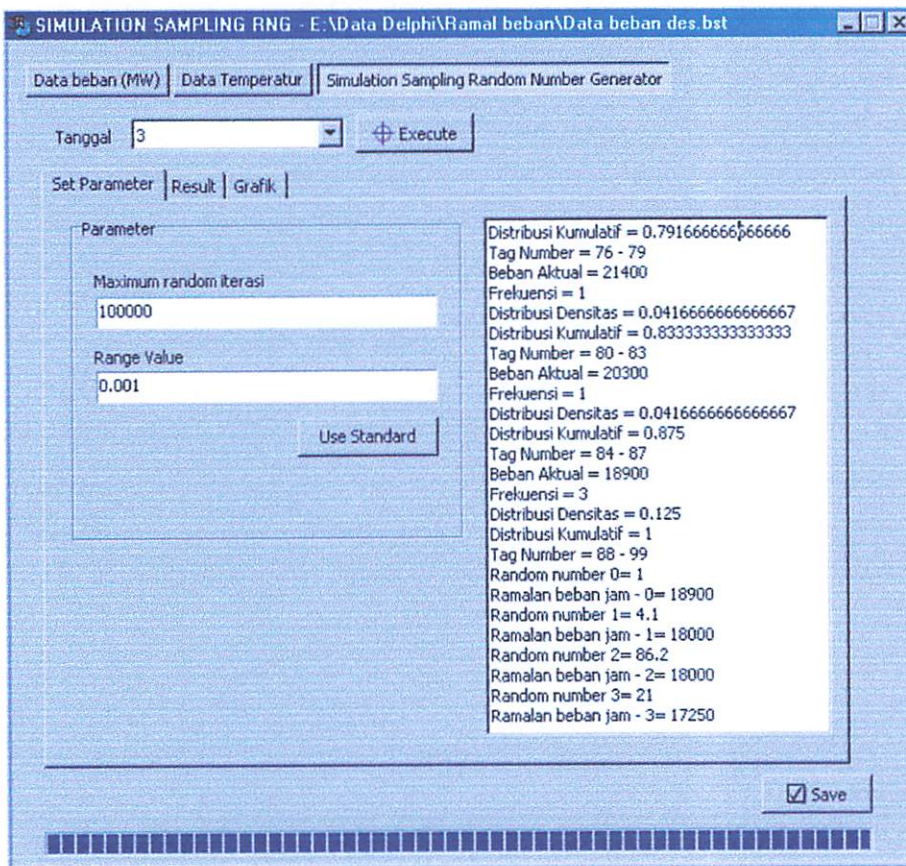 SIMULATION SAMPLING RNG - E:\Data Delphi\Ramal beban\Data beban des.bst
Data beban (MW) Data Temperatur Simulation Sampling Random Number Generator
Tanggal 3 Execute
Set Parameter Result Grafik
Parameter
Maximum random iterasi
100000
Range Value
0.001
Use Standard
Distribusi Kumulatif = 0.791666666666666
Tag Number = 76 - 79
Beban Aktual = 21400
Frekuensi = 1
Distribusi Densitas = 0.0416666666666667
Distribusi Kumulatif = 0.833333333333333
Tag Number = 80 - 83
Beban Aktual = 20300
Frekuensi = 1
Distribusi Densitas = 0.0416666666666667
Distribusi Kumulatif = 0.875
Tag Number = 84 - 87
Beban Aktual = 18900
Frekuensi = 3
Distribusi Densitas = 0.125
Distribusi Kumulatif = 1
Tag Number = 88 - 99
Random number 0= 1
Ramalan beban jam - 0= 18900
Random number 1= 4.1
Ramalan beban jam - 1= 18000
Random number 2= 86.2
Ramalan beban jam - 2= 18000
Random number 3= 21
Ramalan beban jam - 3= 17250
Save